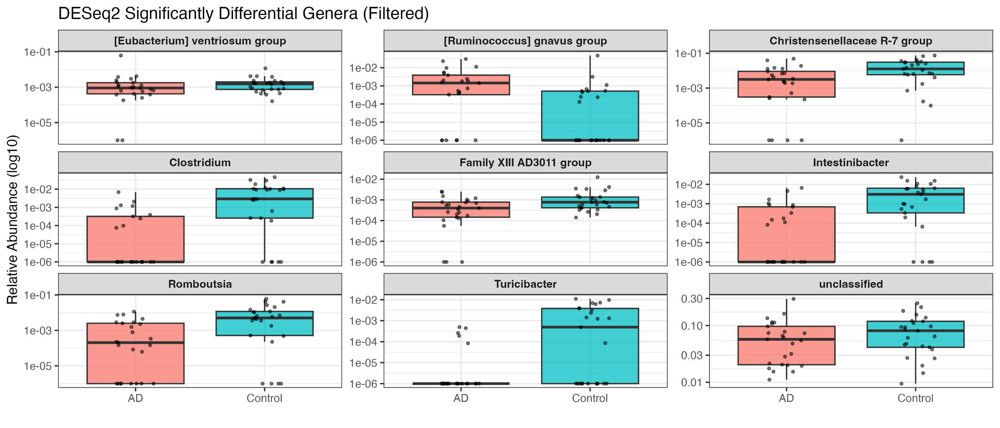 DESeq2 Significantly Differential Genera (Filtered)
Relative Abundance (log10)
[Eubacterium] ventriosum group
1e-01
1e-03
1e-05
[Ruminococcus] gnavus group
1e-02
1e-03
1e-04
1e-05
1e-06
Christensenellaceae R-7 group
1e-01
1e-03
1e-05
Clostridium
1e-02
1e-03
1e-04
1e-05
1e-06
Family XIII AD3011 group
1e-02
1e-03
1e-04
1e-05
1e-06
Intestinibacter
1e-02
1e-03
1e-04
1e-05
1e-06
Romboutsia
1e-01
1e-03
1e-05
AD Control
Turicibacter
1e-02
1e-03
1e-04
1e-05
1e-06
AD Control
unclassified
0.30
0.10
0.03
0.01
AD Control